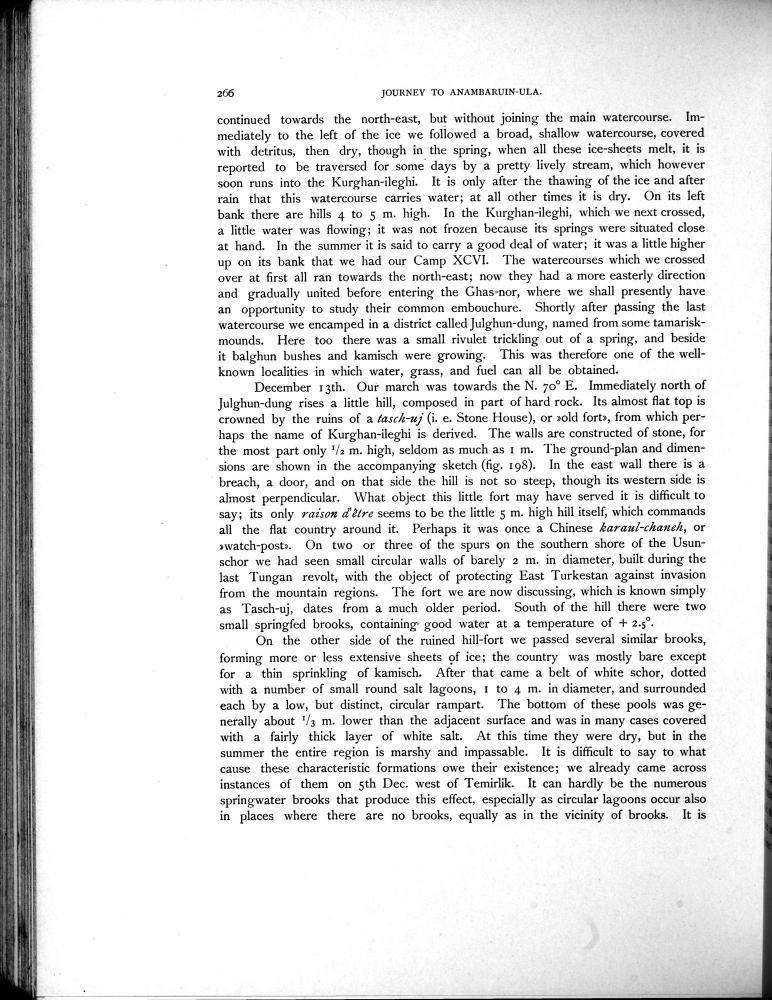 266
JOURNEY TO ANAMBARUIN-ULA.
continued towards the north-east, but without joining the main watercourse. Im-
mediately to the left of the ice we followed a broad, shallow watercourse, covered
with detritus, then dry, though in the spring, when all these ice-sheets melt, it is
reported to be traversed for some days by a pretty lively stream, which however
soon runs into the Kurghan-ileghi. It is only after the thawing of the ice and after
rain that this watercourse carries water; at all other times it is dry. On its left
bank there are hills 4 to 5 m. high. In the Kurghan-ileghi, which we next crossed,
a little water was flowing; it was not frozen because its springs were situated close
at hand. In the summer it is said to carry a good deal of water; it was a little higher
up on its bank that we had our Camp XCVI. The watercourses which we crossed
over at first all ran towards the north-east; now they had a more easterly direction
and gradually united before entering the Ghas-nor, where we shall presently have
an opportunity to study their common embouchure. Shortly after passing the last
watercourse we encamped in a district called Julghun-dung, named from some tamarisk-
mounds. Here too there was a small rivulet trickling out of a spring, and beside
it balghun bushes and kamisch were growing. This was therefore one of the well-
known localities in which water, grass, and fuel can all be obtained.
December 13th. Our march was towards the N. 70° E. Immediately north of
Julghun-dung rises a little hill, composed in part of hard rock. Its almost flat top is
crowned by the ruins of a tasch-uj (i. e. Stone House), or »old fort», from which per-
haps the name of Kurghan-ileghi is derived. The walls are constructed of stone, for
the most part only 1/2 m. high, seldom as much as 1 m. The ground-plan and dimen-
sions are shown in the accompanying sketch (fig. 198). In the east wall there is a
breach, a door, and on that side the hill is not so steep, though its western side is
almost perpendicular. What object this little fort may have served it is difficult to
say; its only raison d'être seems to be the little 5 m. high hill itself, which commands
all the flat country around it. Perhaps it was once a Chinese karaul-chaneh, or
»watch-post». On two or three of the spurs on the southern shore of the Usun-
schor we had seen small circular walls of barely 2 m. in diameter, built during the
last Tungan revolt, with the object of protecting East Turkestan against invasion
from the mountain regions. The fort we are now discussing, which is known simply
as Tasch-uj, dates from a much older period. South of the hill there were two
small springfed brooks, containing good water at a temperature of + 2.5°.
On the other side of the ruined hill-fort we passed several similar brooks,
forming more or less extensive sheets of ice; the country was mostly bare except
for a thin sprinkling of kamisch. After that came a belt of white schor, dotted
with a number of small round salt lagoons, 1 to 4 m. in diameter, and surrounded
each by a low, but distinct, circular rampart. The bottom of these pools was ge-
nerally about 1/3 m. lower than the adjacent surface and was in many cases covered
with a fairly thick layer of white salt. At this time they were dry, but in the
summer the entire region is marshy and impassable. It is difficult to say to what
cause these characteristic formations owe their existence; we already came across
instances of them on 5th Dec. west of Temirlik. It can hardly be the numerous
springwater brooks that produce this effect, especially as circular lagoons occur also
in places where there are no brooks, equally as in the vicinity of brooks. It is